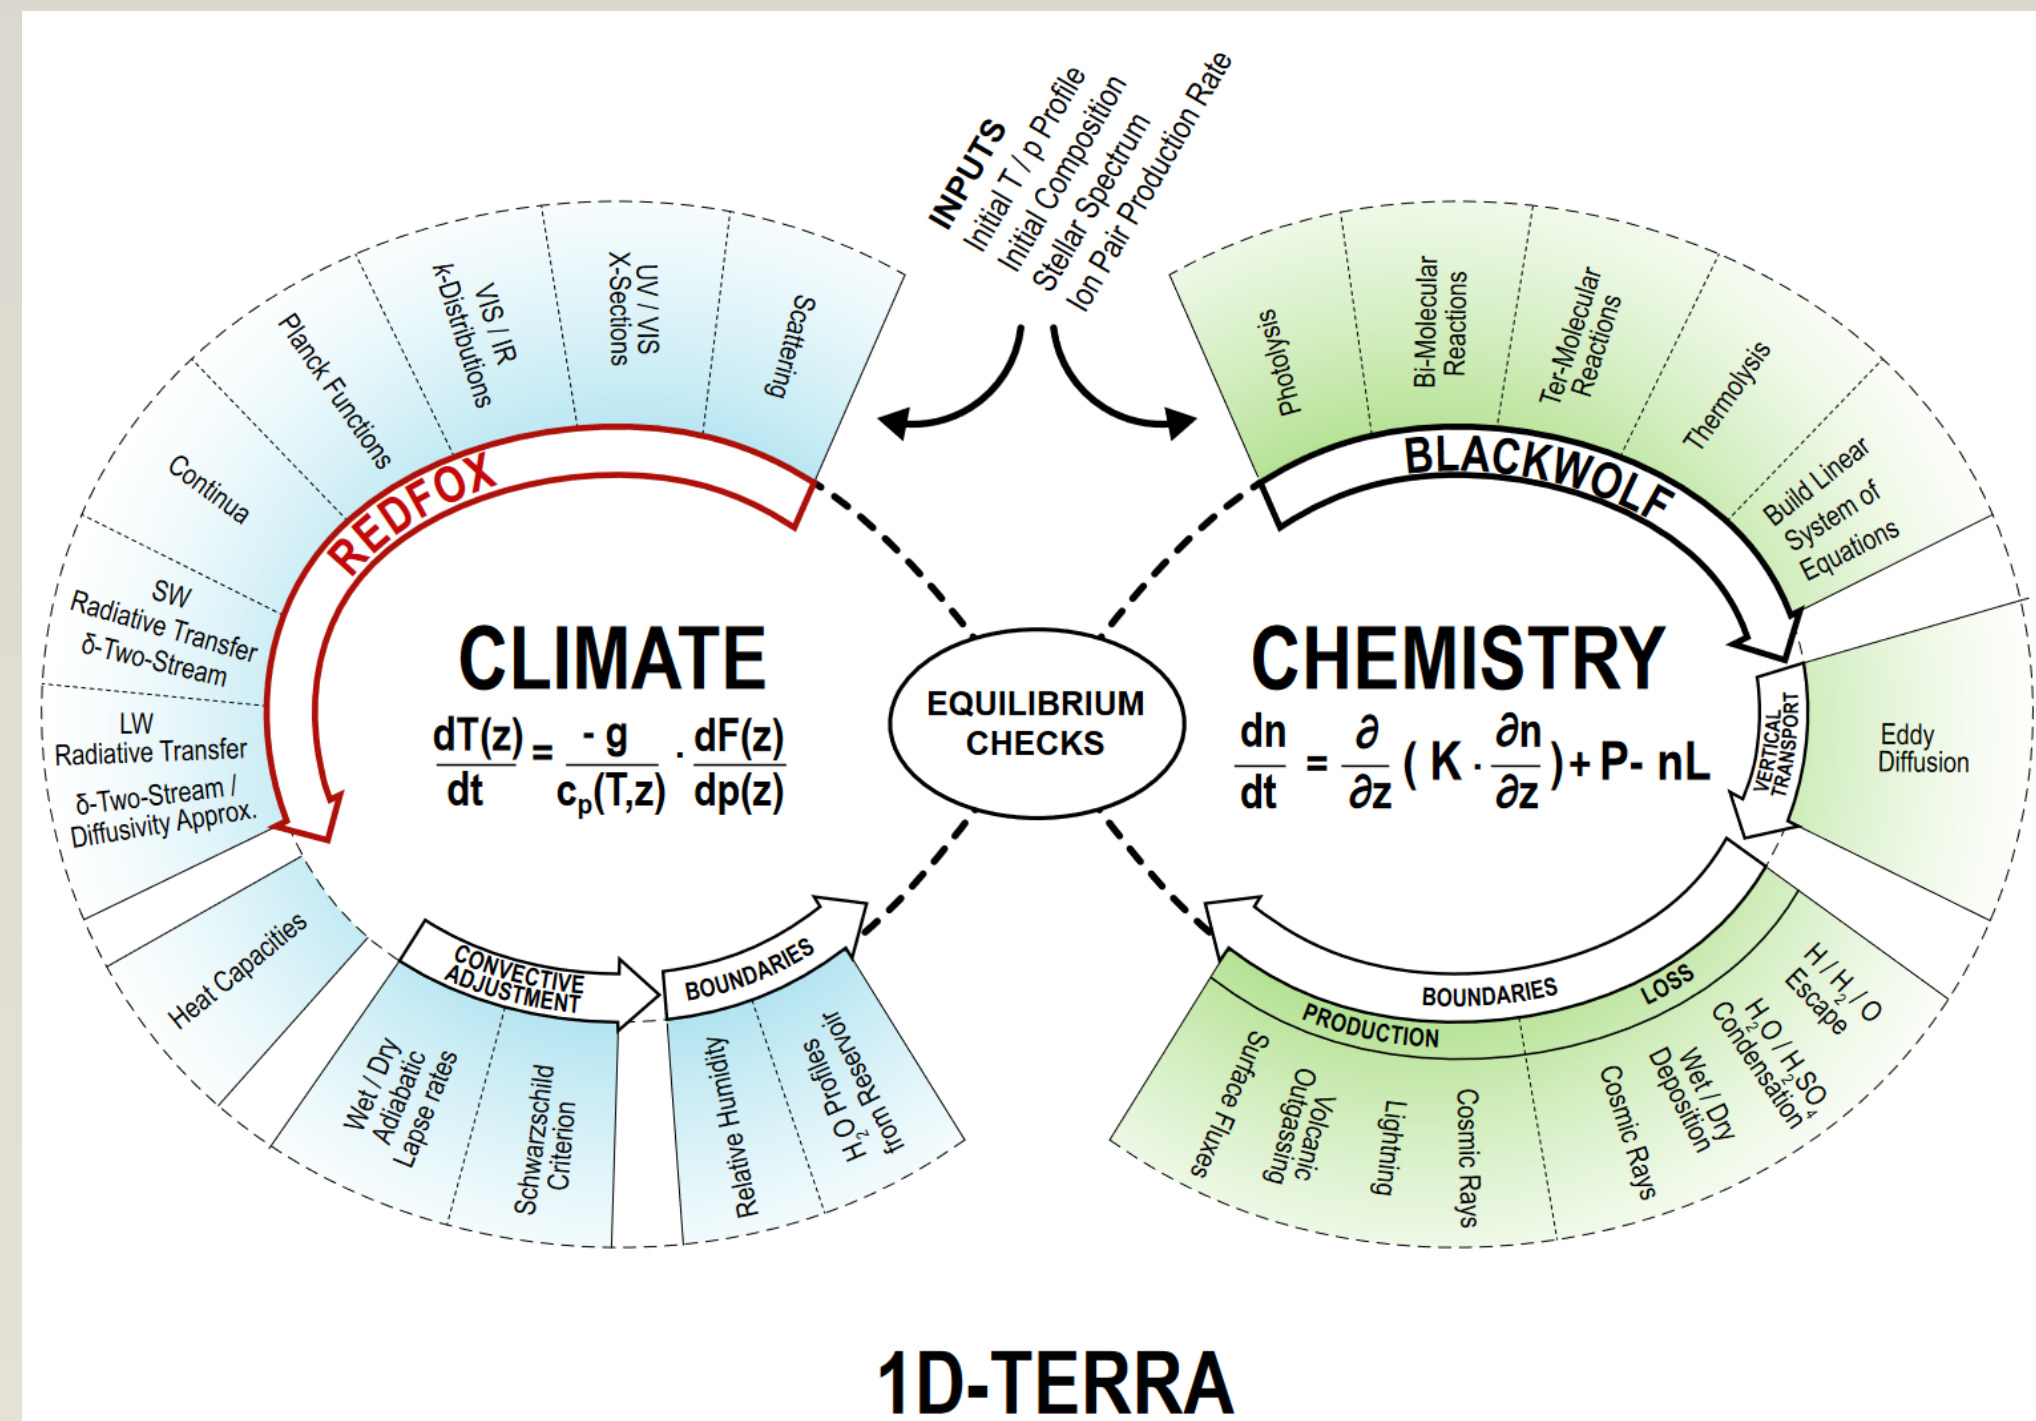 INPUTS
Initial T / p Profile
Initial Composition
Stellar Spectrum
Ion Pair Production Rate
Scattering
UV / VIS
X-Sections
VIS / IR
k-Distributions
Planck Functions
Continua
SW
Radiative Transfer
δ-Two-Stream
LW
Radiative Transfer
δ-Two-Stream /
Diffusivity Approx.
REDFOX
CLIMATE
dT(z)/dt = - g/cₚ(T,z) · dF(z)/dp(z)
Heat Capacities
CONVECTIVE
ADJUSTMENT
Wet / Dry
Adiabatic
Lapse rates
Schwarzschild
Criterion
BOUNDARIES
Relative Humidity
H₂O Profiles
from Reservoir
EQUILIBRIUM
CHECKS
Photolysis
Bi-Molecular
Reactions
Ter-Molecular
Reactions
Thermolysis
Build Linear
System of
Equations
BLACKWOLF
CHEMISTRY
dn/dt = ∂/∂z ( K · ∂n/∂z ) + P- nL
VERTICAL
TRANSPORT
Eddy
Diffusion
BOUNDARIES
LOSS
H / H₂ / O
Escape
H₂O / H₂SO₄
Condensation
Wet / Dry
Deposition
Cosmic Rays
PRODUCTION
Cosmic Rays
Lightning
Volcanic
Outgassing
Surface Fluxes
1D-TERRA